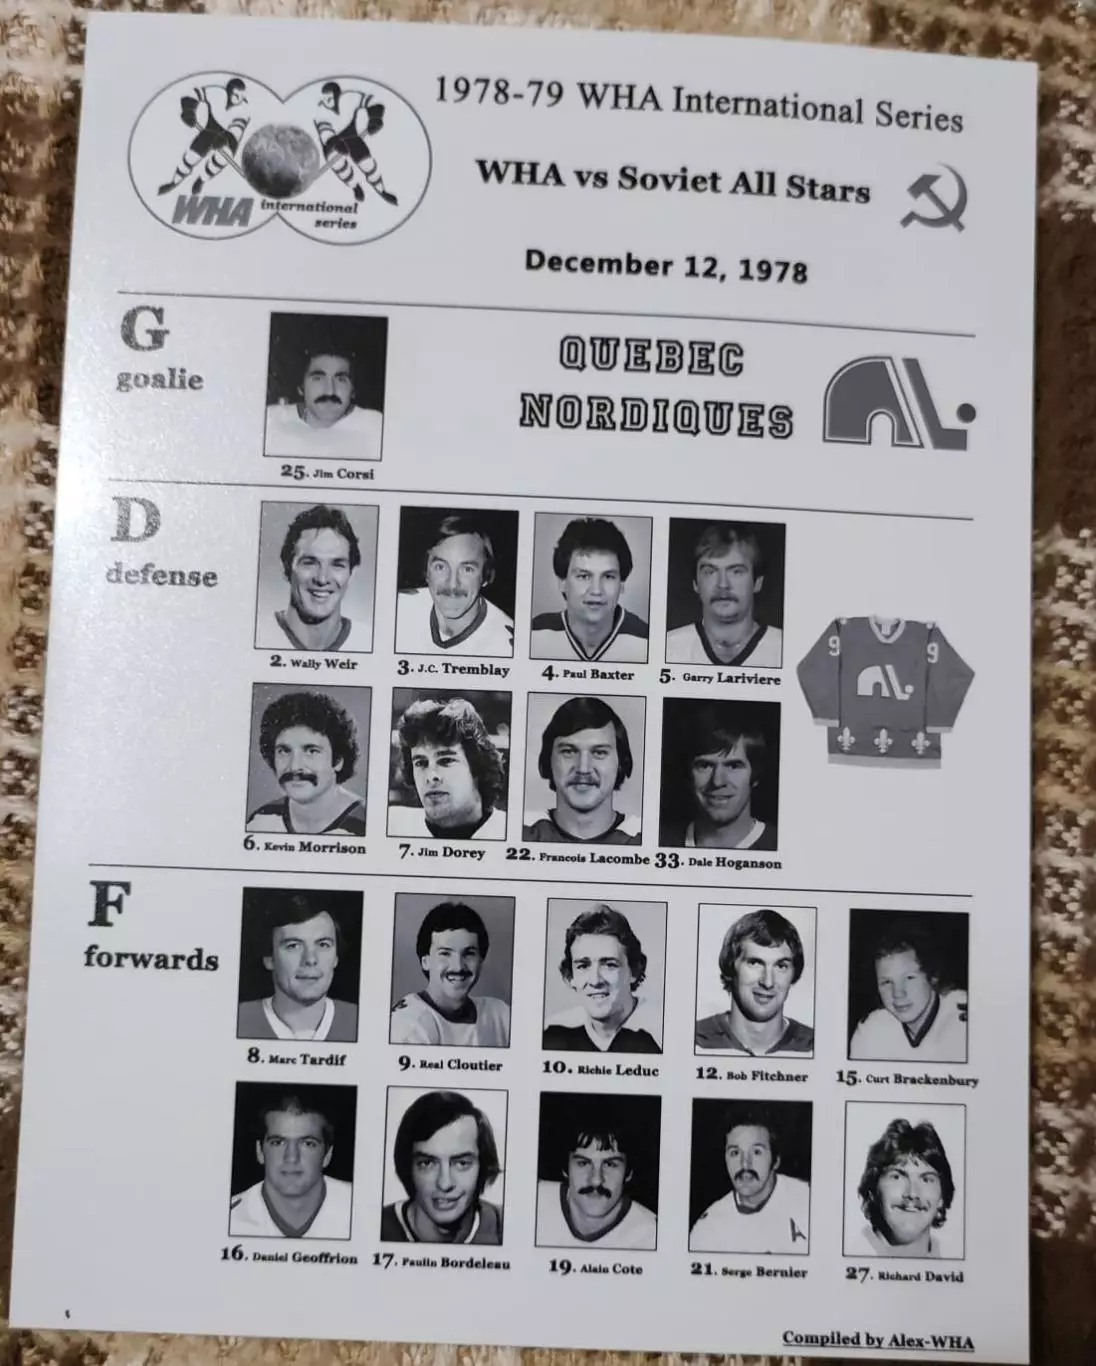 1978-79 WHA International Series
WHA vs Soviet All Stars
WHA international
series
December 12, 1978
G
goalie
QUEBEC
NORDIQUES
25. Jim Corsi
D
defense
2. Wally Weir
3. J.C. Tremblay
4. Paul Baxter
5. Garry Lariviere
9 9
6. Kevin Morrison
7. Jim Dorey
22. Francois Lacombe
33. Dale Hoganson
F
forwards
8. Marc Tardif
9. Real Cloutier
10. Richie Leduc
12. Bob Fitchner
15. Curt Brackenbury
16. Daniel Geoffrion
17. Paulin Bordeleau
19. Alain Cote
21. Serge Bernier
27. Richard David
Compiled by Alex-WHA